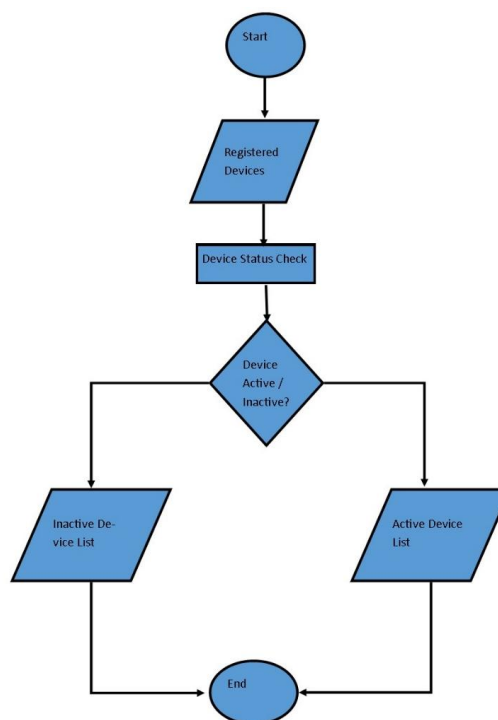 Start
Registered
Devices
Device Status Check
Device
Active /
Inactive?
Inactive De-
vice List
Active Device
List
End